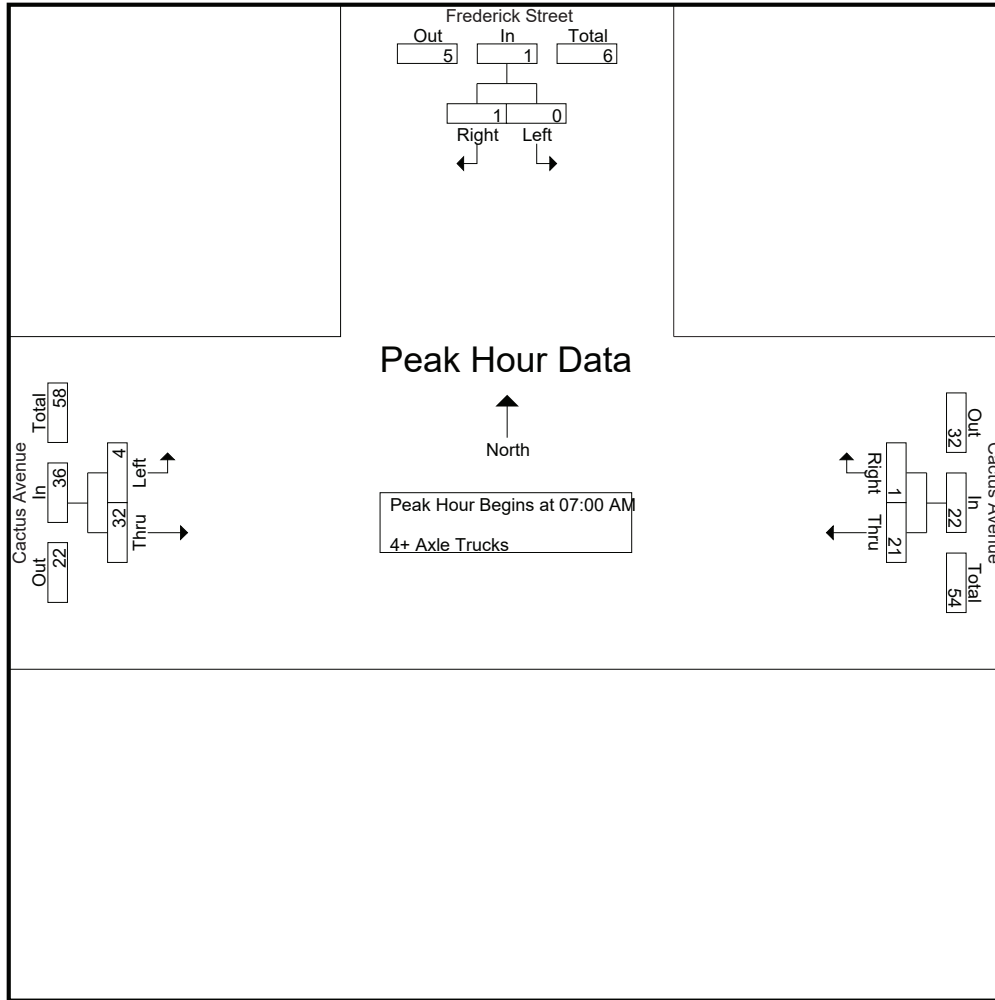 Frederick Street
Out In Total
5 1 6
1 0
Right Left
Peak Hour Data
North
Peak Hour Begins at 07:00 AM
4+ Axle Trucks
Cactus Avenue
Out In Total
22 36 58
32 4
Thru Left
Cactus Avenue
Out In Total
32 22 54
1 21
Right Thru